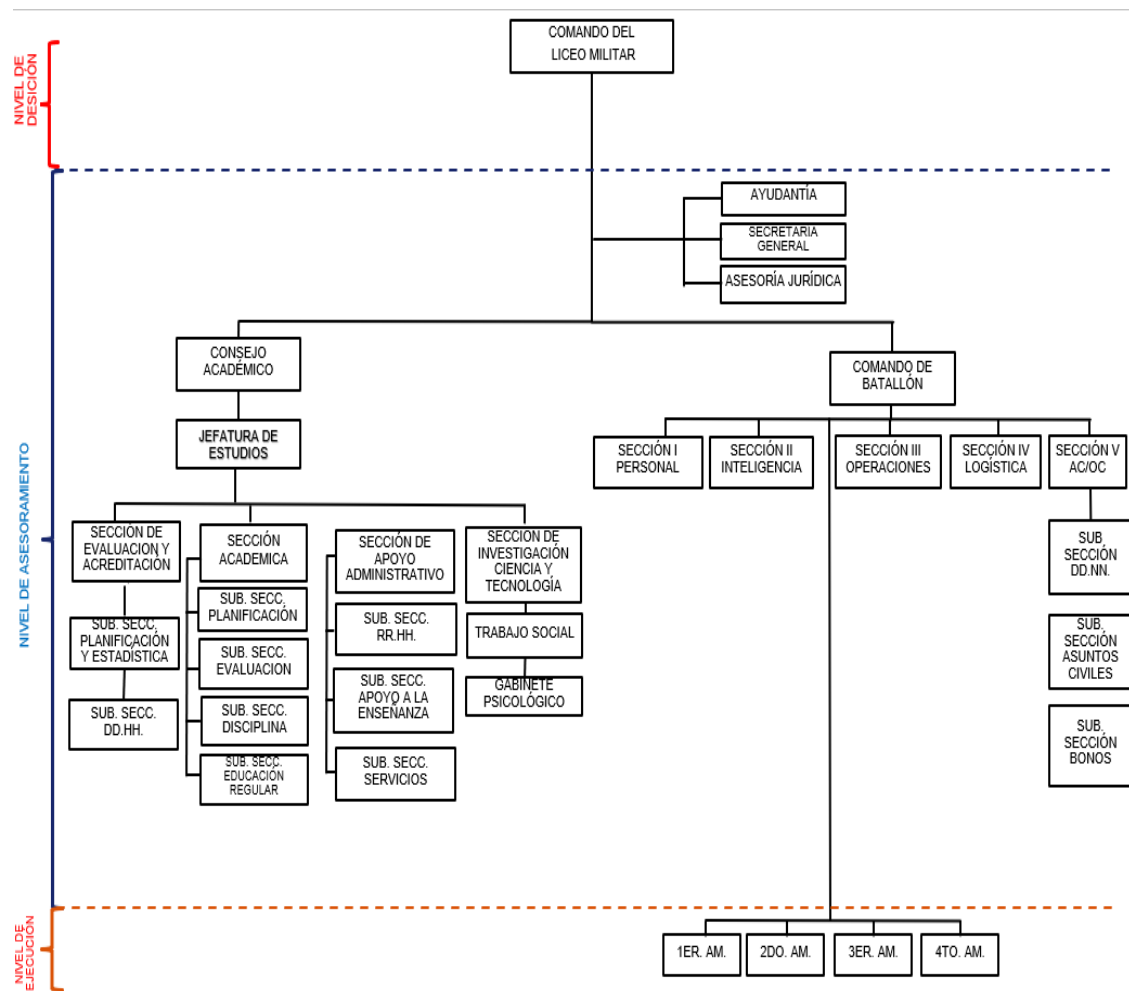 COMANDO DEL
LICEO MILITAR
NIVEL DE
DESICIÓN
AYUDANTÍA
SECRETARIA
GENERAL
ASESORÍA JURÍDICA
CONSEJO
ACADÉMICO
COMANDO DE
BATALLÓN
JEFATURA DE
ESTUDIOS
SECCIÓN I
PERSONAL
SECCIÓN II
INTELIGENCIA
SECCIÓN III
OPERACIONES
SECCIÓN IV
LOGÍSTICA
SECCIÓN V
AC/OC
NIVEL DE ASESORAMIENTO
SECCIÓN DE
EVALUACION Y
ACREDITACIÓN
SECCIÓN
ACADEMICA
SECCIÓN DE
APOYO
ADMINISTRATIVO
SECCION DE
INVESTIGACIÓN
CIENCIA Y
TECNOLOGÍA
SUB.
SECCIÓN
DD.NN.
SUB. SECC.
PLANIFICACIÓN
Y ESTADÍSTICA
SUB. SECC.
PLANIFICACIÓN
SUB. SECC.
RR.HH.
TRABAJO SOCIAL
SUB.
SECCIÓN
ASUNTOS
CIVILES
SUB. SECC.
EVALUACION
SUB. SECC.
APOYO A LA
ENSEÑANZA
GABINETE
PSICOLÓGICO
SUB. SECC.
DD.HH.
SUB. SECC.
DISCIPLINA
SUB.
SECCIÓN
BONOS
SUB. SECC.
EDUCACIÓN
REGULAR
SUB. SECC.
SERVICIOS
NIVEL DE
EJECUCIÓN
1ER. AM.
2DO. AM.
3ER. AM.
4TO. AM.